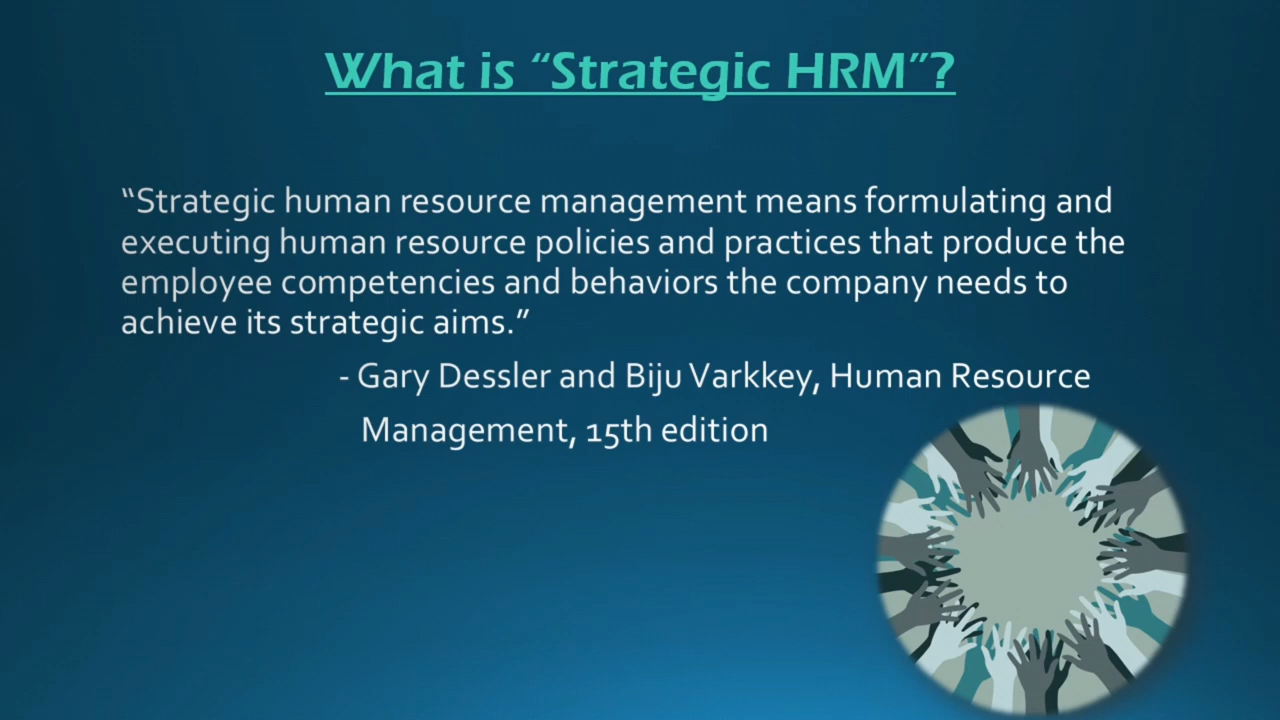 What is “Strategic HRM”?
“Strategic human resource management means formulating and
executing human resource policies and practices that produce the
employee competencies and behaviors the company needs to
achieve its strategic aims.”
- Gary Dessler and Biju Varkkey, Human Resource
Management, 15th edition